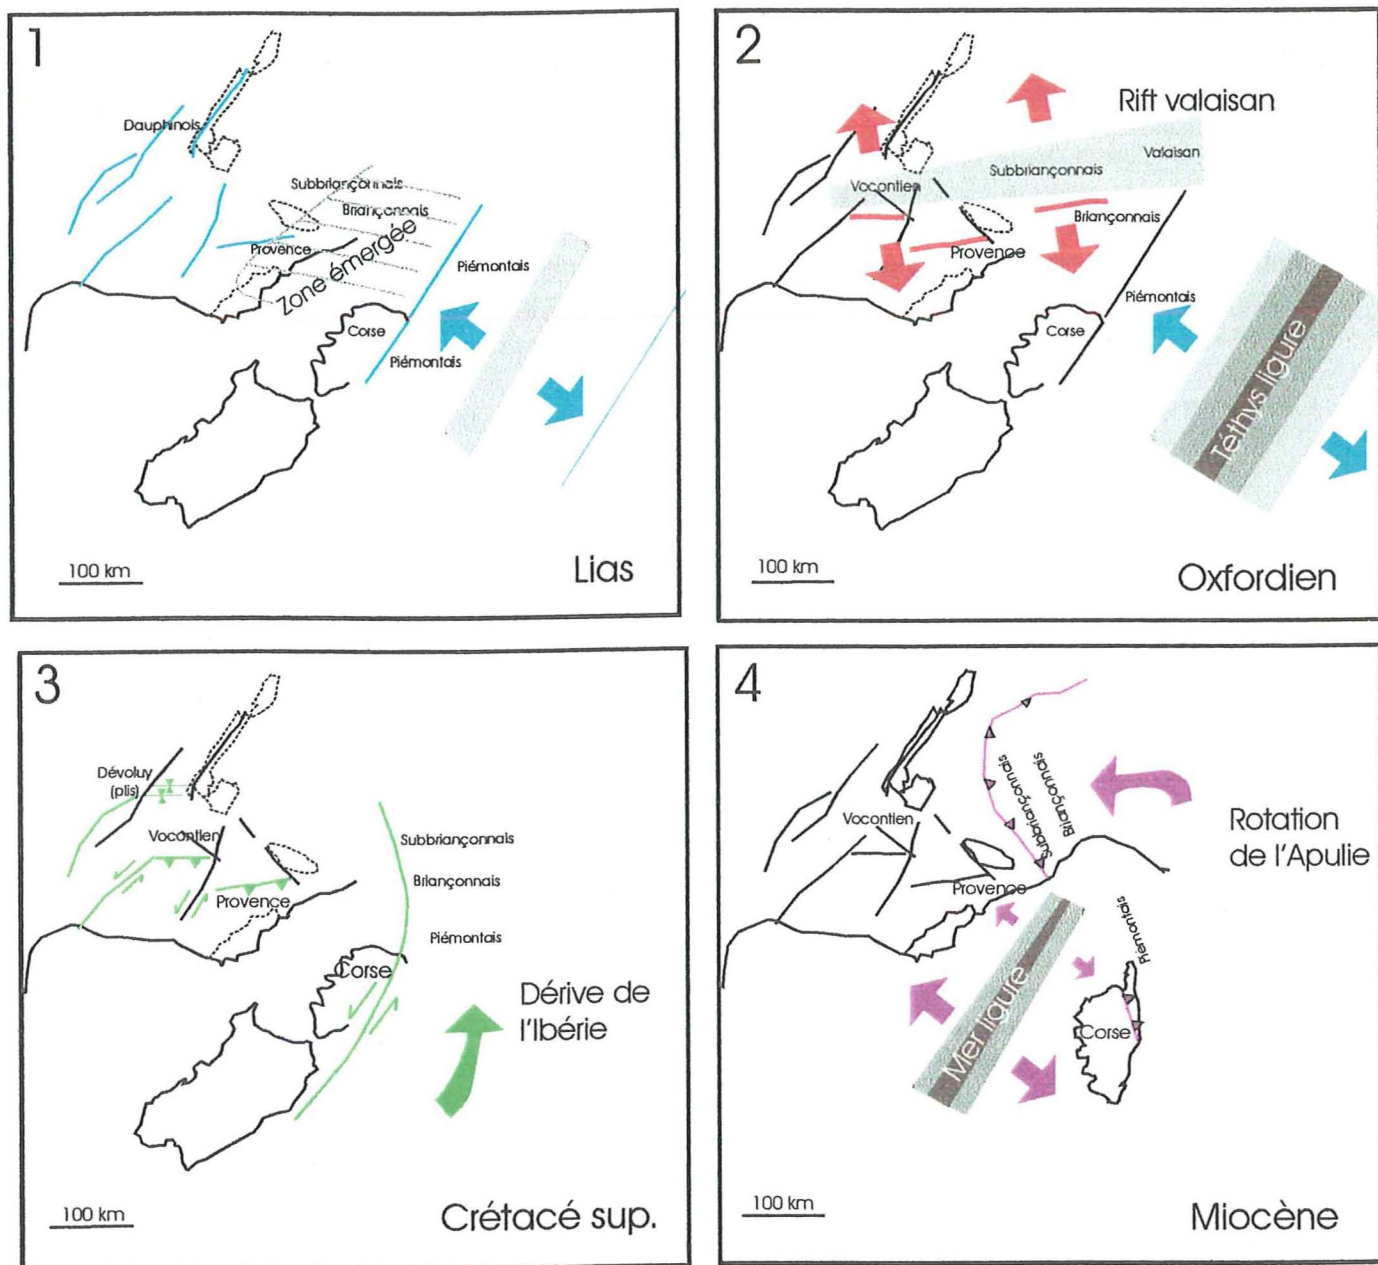 1
Dauphinois
Subbriançonnais
Briançonnais
Provence
Zone émergée
Piémontais
Corse
Piémontais
100 km
Lias
2
Rift valaisan
Valaisan
Subbriançonnais
Vocontien
Briançonnais
Provence
Piémontais
Corse
Téthys ligure
100 km
Oxfordien
3
Dévoluy
(plis)
Vocontien
Subbriançonnais
Briançonnais
Provence
Piémontais
Corse
Dérive de
l'Ibérie
100 km
Crétacé sup.
4
Subbriançonnais
Briançonnais
Vocontien
Rotation
de l'Apulie
Provence
Piémontais
Mer ligure
Corse
100 km
Miocène